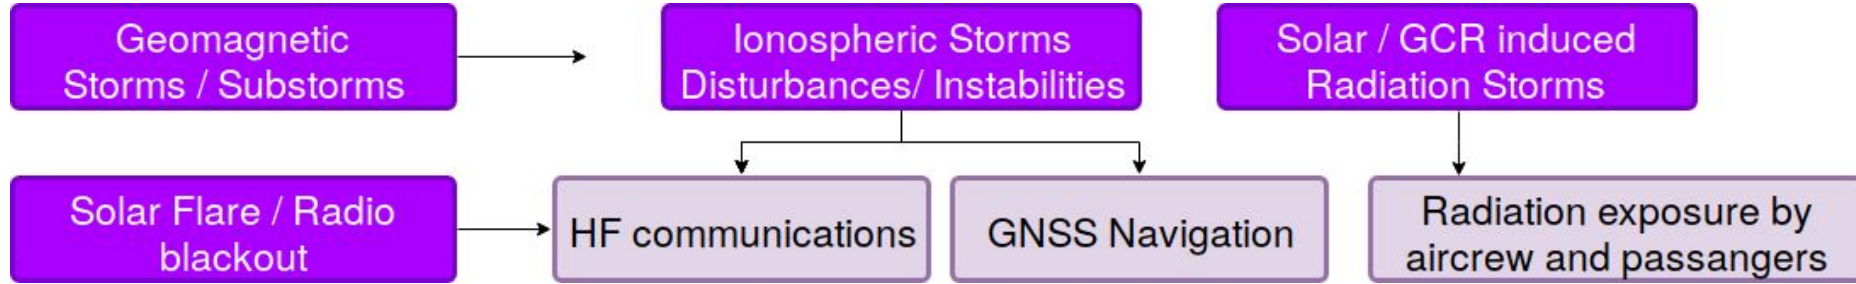 Geomagnetic
Storms / Substorms
Ionospheric Storms
Disturbances/ Instabilities
Solar / GCR induced
Radiation Storms
Solar Flare / Radio
blackout
HF communications
GNSS Navigation
Radiation exposure by
aircrew and passangers